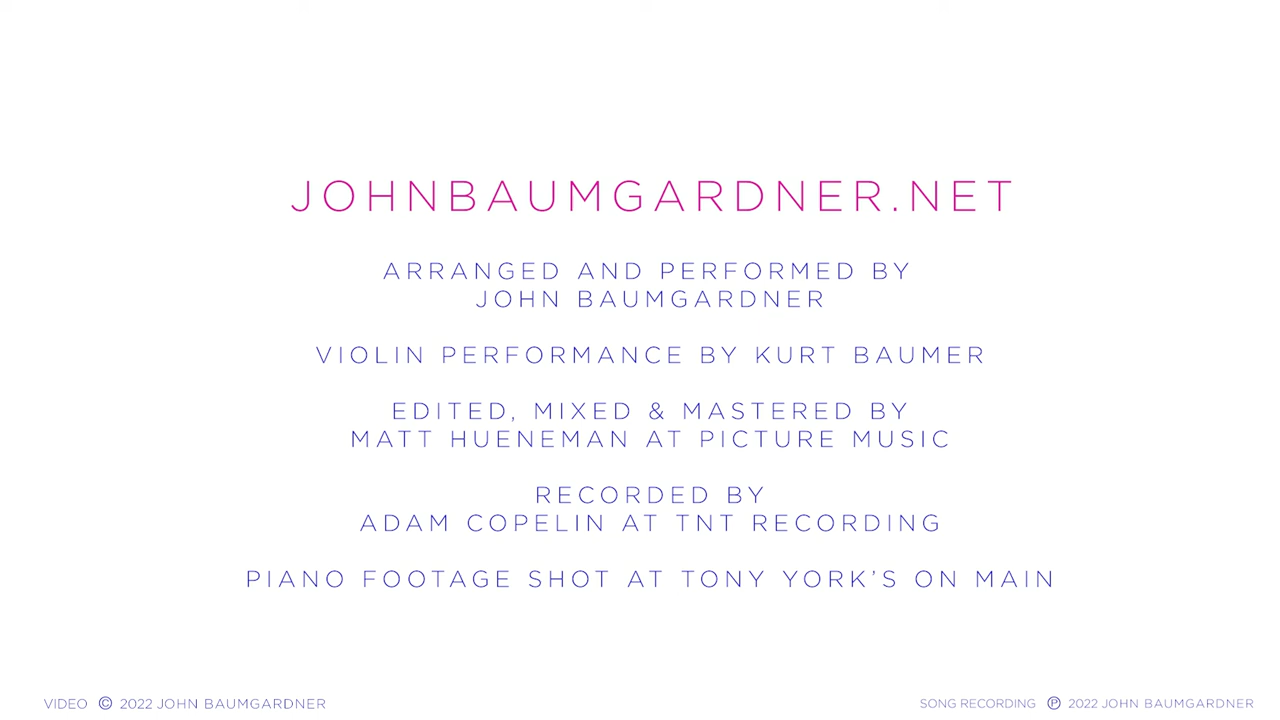 JOHNBAUMGARDNER.NET
ARRANGED AND PERFORMED BY
JOHN BAUMGARDNER
VIOLIN PERFORMANCE BY KURT BAUMER
EDITED, MIXED & MASTERED BY
MATT HUENEMAN AT PICTURE MUSIC
RECORDED BY
ADAM COPELIN AT TNT RECORDING
PIANO FOOTAGE SHOT AT TONY YORK’S ON MAIN
VIDEO © 2022 JOHN BAUMGARDNER
SONG RECORDING ℗ 2022 JOHN BAUMGARDNER